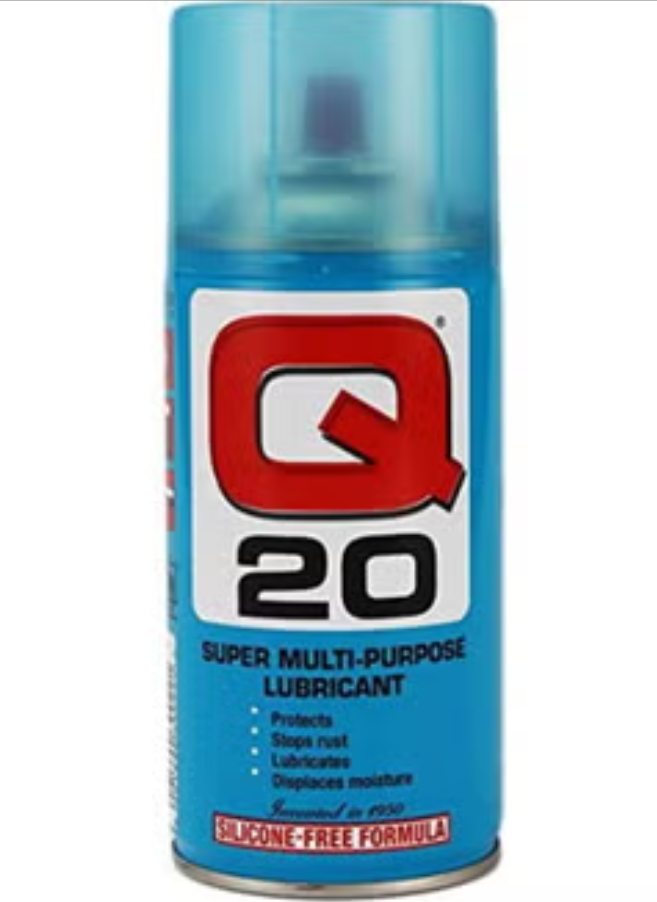 Q®
20
SUPER MULTI-PURPOSE
LUBRICANT
• Protects
• Stops rust
• Lubricates
• Displaces moisture
Invented in 1950
SILICONE-FREE FORMULA